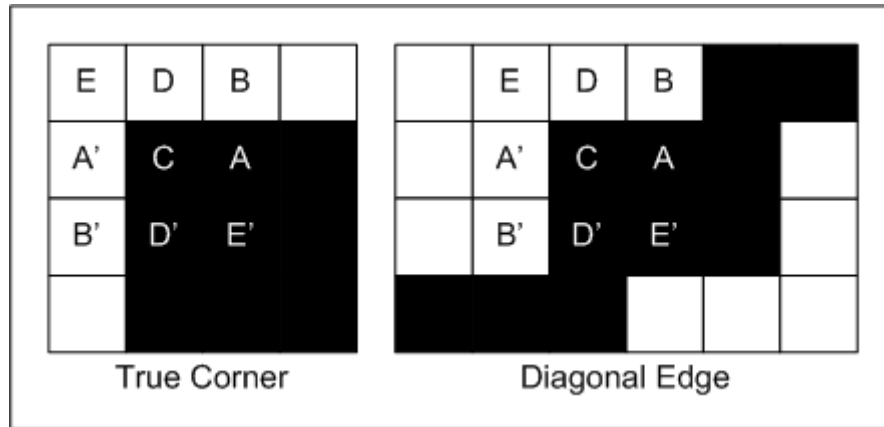 E D B E D B
A’ C A A’ C A
B’ D’ E’ B’ D’ E’
True Corner Diagonal Edge